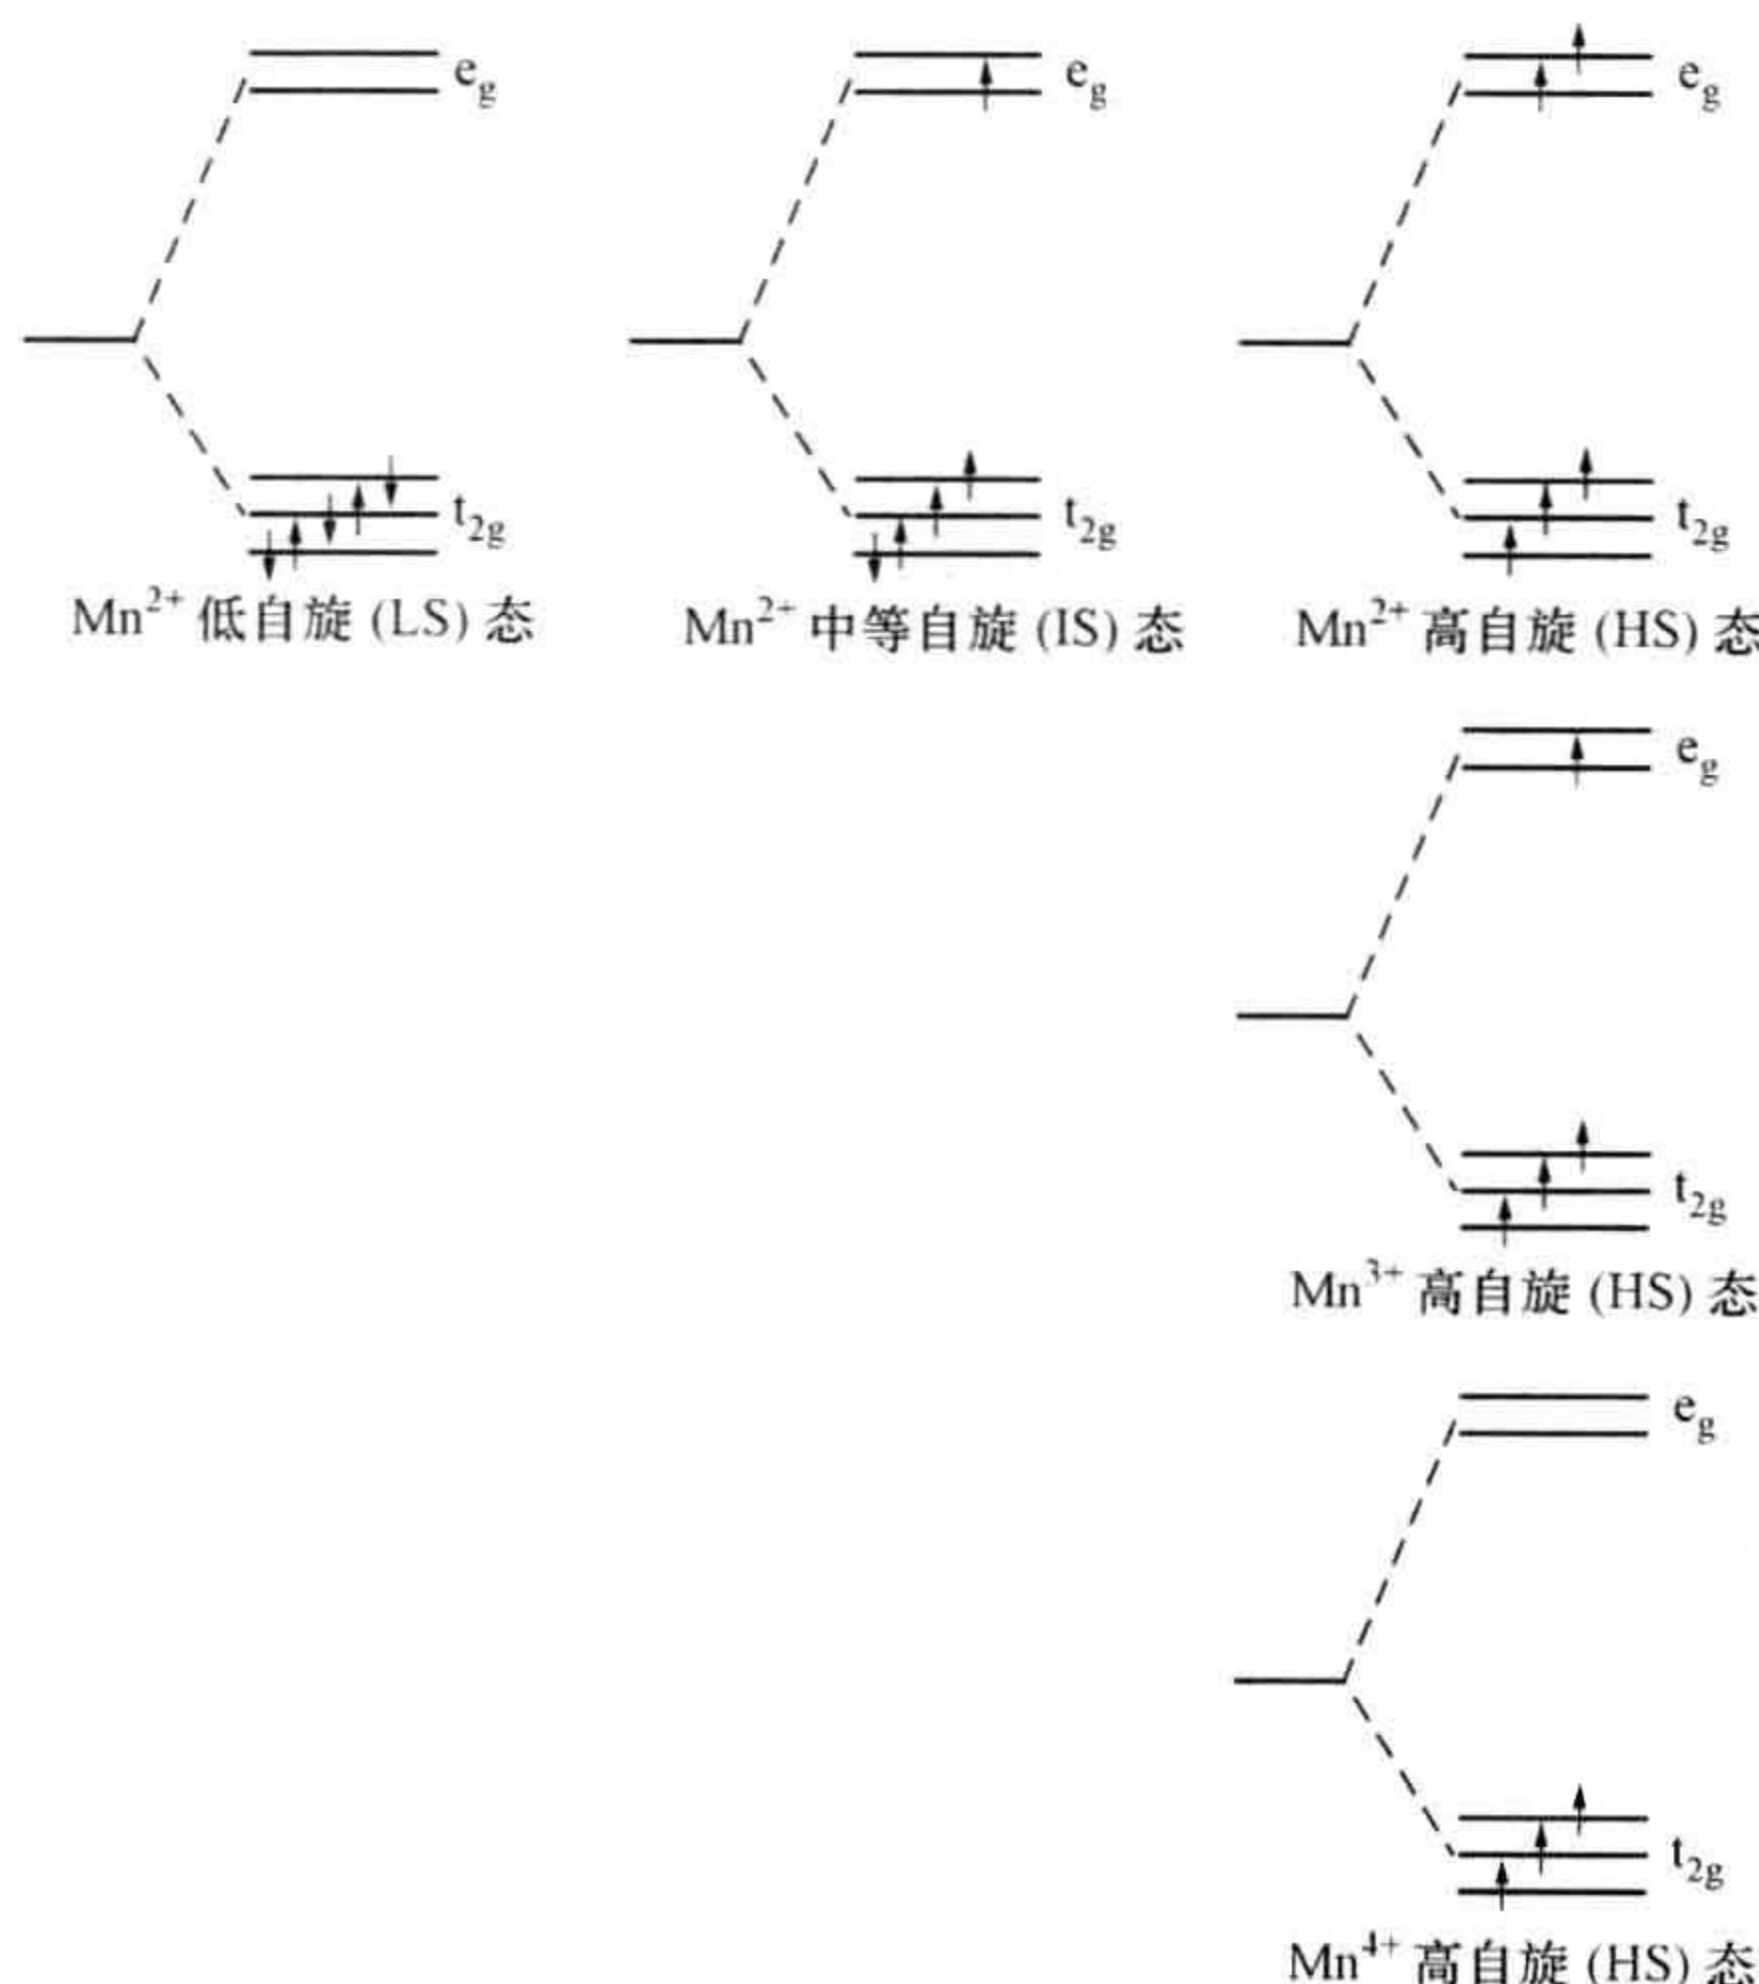 e_g e_g e_g
t_2g t_2g t_2g
Mn²⁺ 低自旋 (LS) 态 Mn²⁺ 中等自旋 (IS) 态 Mn²⁺ 高自旋 (HS) 态
e_g
t_2g
Mn³⁺ 高自旋 (HS) 态
e_g
t_2g
Mn⁴⁺ 高自旋 (HS) 态